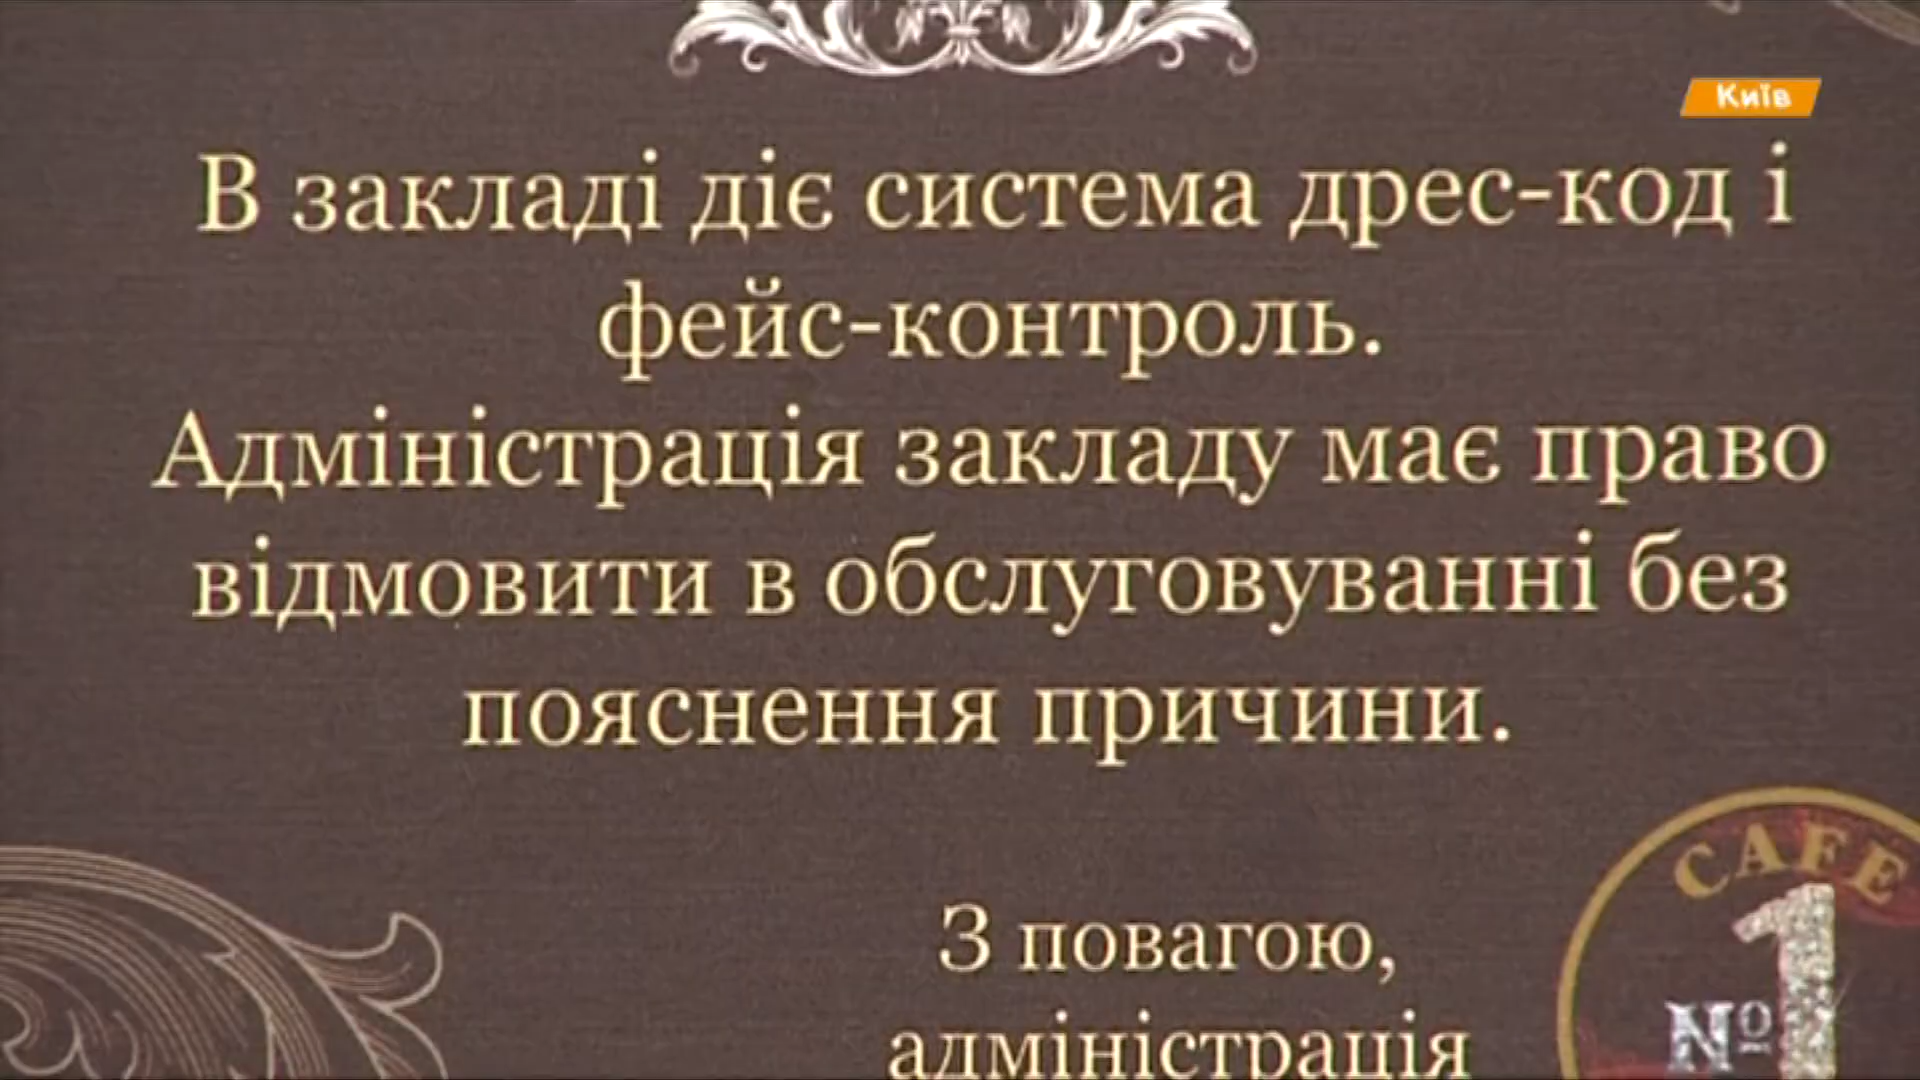 Київ
В закладі діє система дрес-код і
фейс-контроль.
Адміністрація закладу має право
відмовити в обслуговуванні без
пояснення причини.
З повагою,
адміністрація
CAFE
№1